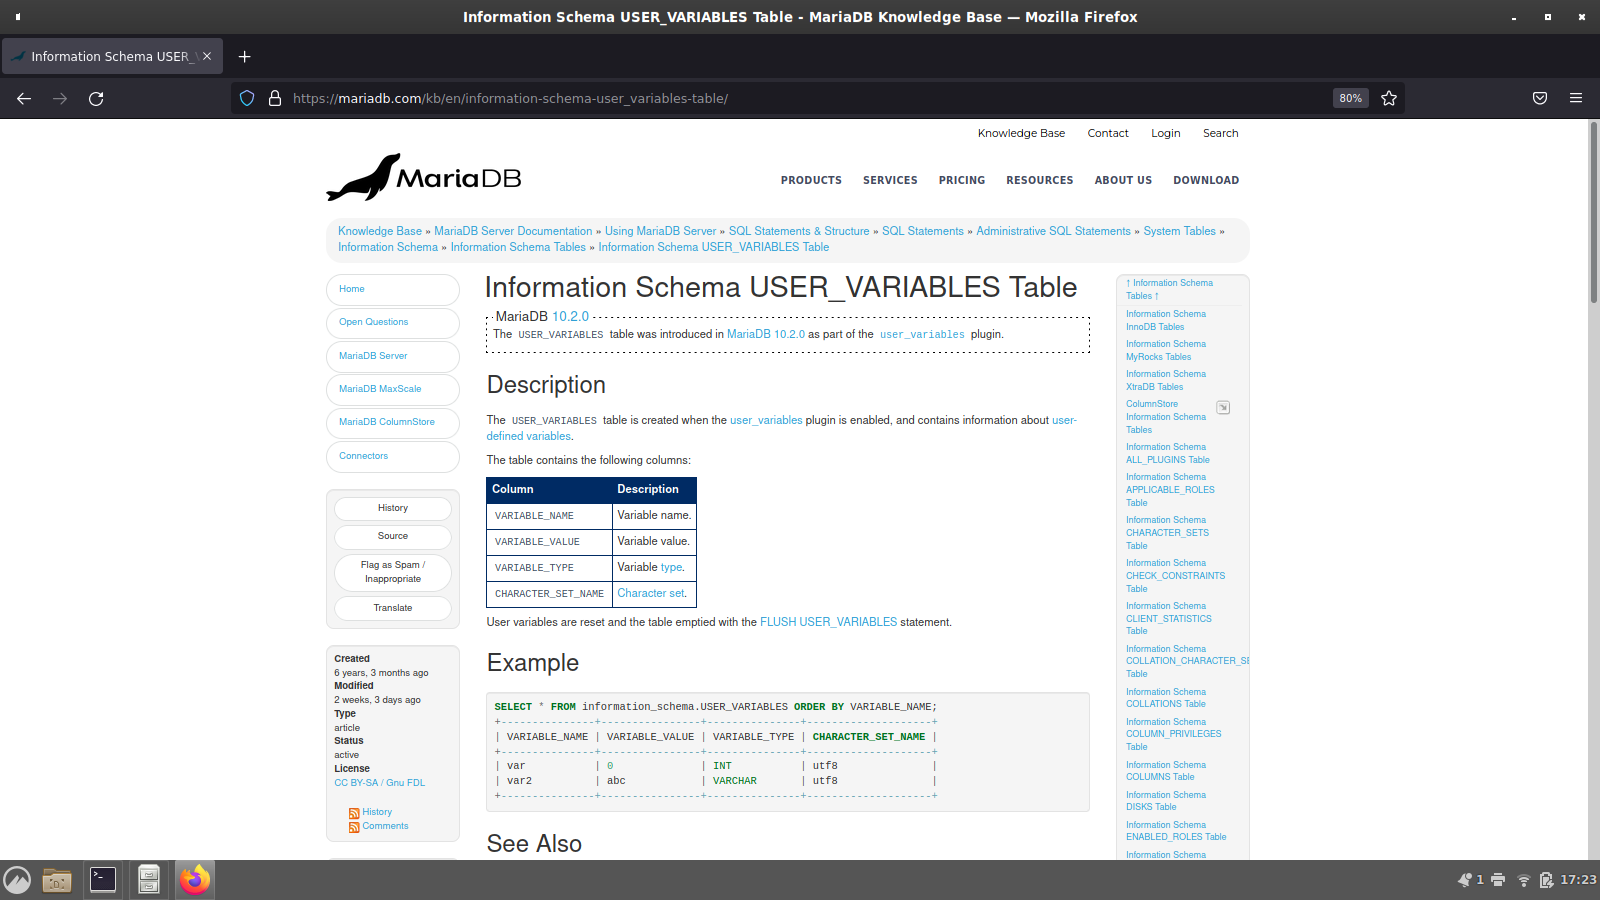 Information Schema USER_VARIABLES Table - MariaDB Knowledge Base — Mozilla Firefox
Information Schema USER_
https://mariadb.com/kb/en/information-schema-user_variables-table/
80%
Knowledge Base Contact Login Search
MariaDB
PRODUCTS SERVICES PRICING RESOURCES ABOUT US DOWNLOAD
Knowledge Base » MariaDB Server Documentation » Using MariaDB Server » SQL Statements & Structure » SQL Statements » Administrative SQL Statements » System Tables »
Information Schema » Information Schema Tables » Information Schema USER_VARIABLES Table
Home
Open Questions
MariaDB Server
MariaDB MaxScale
MariaDB ColumnStore
Connectors
History
Source
Flag as Spam /
Inappropriate
Translate
Created
6 years, 3 months ago
Modified
2 weeks, 3 days ago
Type
article
Status
active
License
CC BY-SA / Gnu FDL
History
Comments
Information Schema USER_VARIABLES Table
MariaDB 10.2.0
The USER_VARIABLES table was introduced in MariaDB 10.2.0 as part of the user_variables plugin.
Description
The USER_VARIABLES table is created when the user_variables plugin is enabled, and contains information about user-
defined variables.
The table contains the following columns:
Column Description
VARIABLE_NAME Variable name.
VARIABLE_VALUE Variable value.
VARIABLE_TYPE Variable type.
CHARACTER_SET_NAME Character set.
User variables are reset and the table emptied with the FLUSH USER_VARIABLES statement.
Example
SELECT * FROM information_schema.USER_VARIABLES ORDER BY VARIABLE_NAME;
+---------------+----------------+---------------+--------------------+
| VARIABLE_NAME | VARIABLE_VALUE | VARIABLE_TYPE | CHARACTER_SET_NAME |
+---------------+----------------+---------------+--------------------+
| var | 0 | INT | utf8 |
| var2 | abc | VARCHAR | utf8 |
+---------------+----------------+---------------+--------------------+
See Also
↑ Information Schema
Tables ↑
Information Schema
InnoDB Tables
Information Schema
MyRocks Tables
Information Schema
XtraDB Tables
ColumnStore
Information Schema
Tables
Information Schema
ALL_PLUGINS Table
Information Schema
APPLICABLE_ROLES
Table
Information Schema
CHARACTER_SETS
Table
Information Schema
CHECK_CONSTRAINTS
Table
Information Schema
CLIENT_STATISTICS
Table
Information Schema
COLLATION_CHARACTER_SE
Table
Information Schema
COLLATIONS Table
Information Schema
COLUMN_PRIVILEGES
Table
Information Schema
COLUMNS Table
Information Schema
DISKS Table
Information Schema
ENABLED_ROLES Table
Information Schema
1 17:23